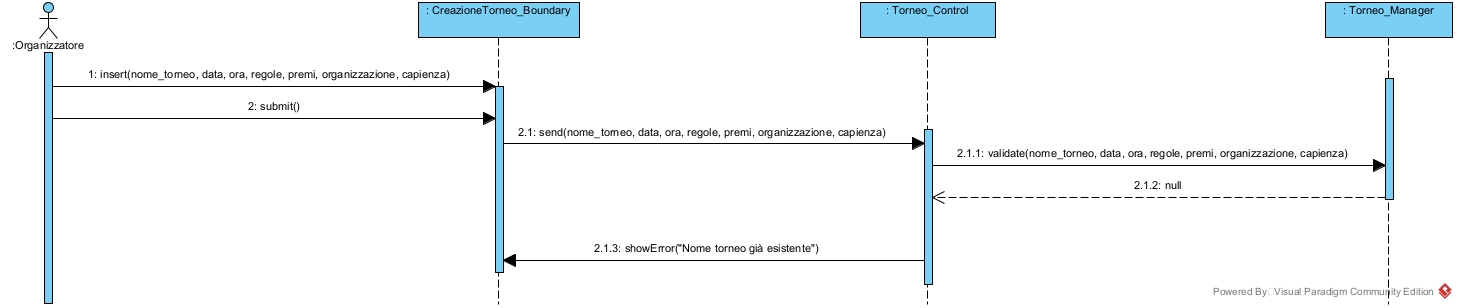 : CreazioneTorneo_Boundary
: Torneo_Control
: Torneo_Manager
:Organizzatore
1: insert(nome_torneo, data, ora, regole, premi, organizzazione, capienza)
2: submit()
2.1: send(nome_torneo, data, ora, regole, premi, organizzazione, capienza)
2.1.1: validate(nome_torneo, data, ora, regole, premi, organizzazione, capienza)
2.1.2: null
2.1.3: showError("Nome torneo già esistente")
Powered By Visual Paradigm Community Edition